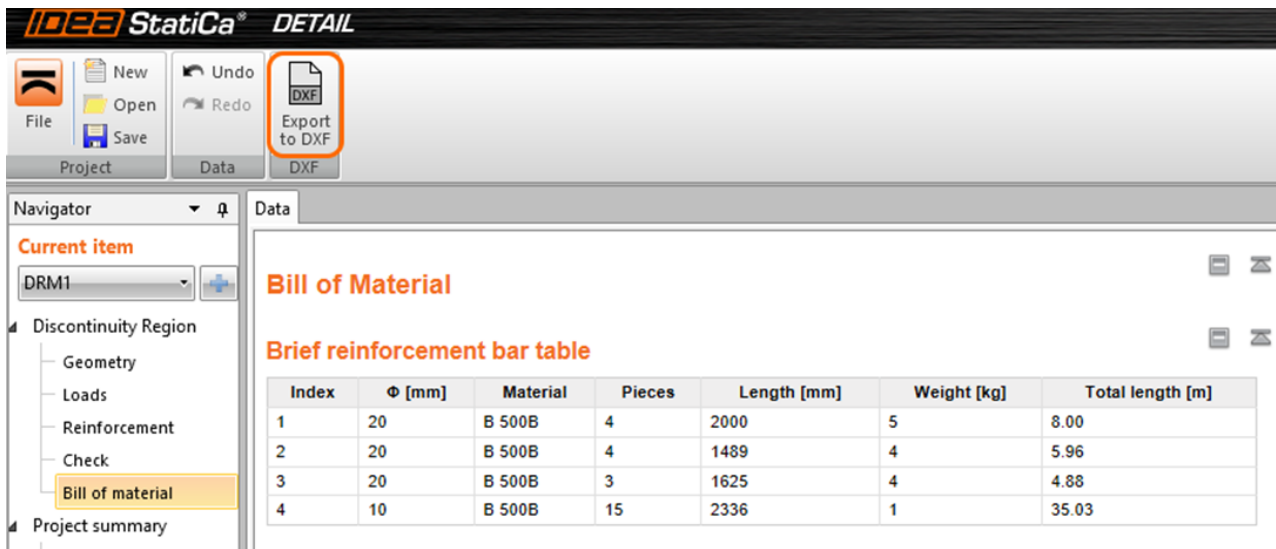 IDEA StatiCa® DETAIL
New
Open
Save
File
Project
Undo
Redo
Data
DXF
Export
to DXF
DXF
Navigator
Current item
DRM1
Discontinuity Region
Geometry
Loads
Reinforcement
Check
Bill of material
Project summary
Data
Bill of Material
Brief reinforcement bar table
Index Φ [mm] Material Pieces Length [mm] Weight [kg] Total length [m]
1 20 B 500B 4 2000 5 8.00
2 20 B 500B 4 1489 4 5.96
3 20 B 500B 3 1625 4 4.88
4 10 B 500B 15 2336 1 35.03